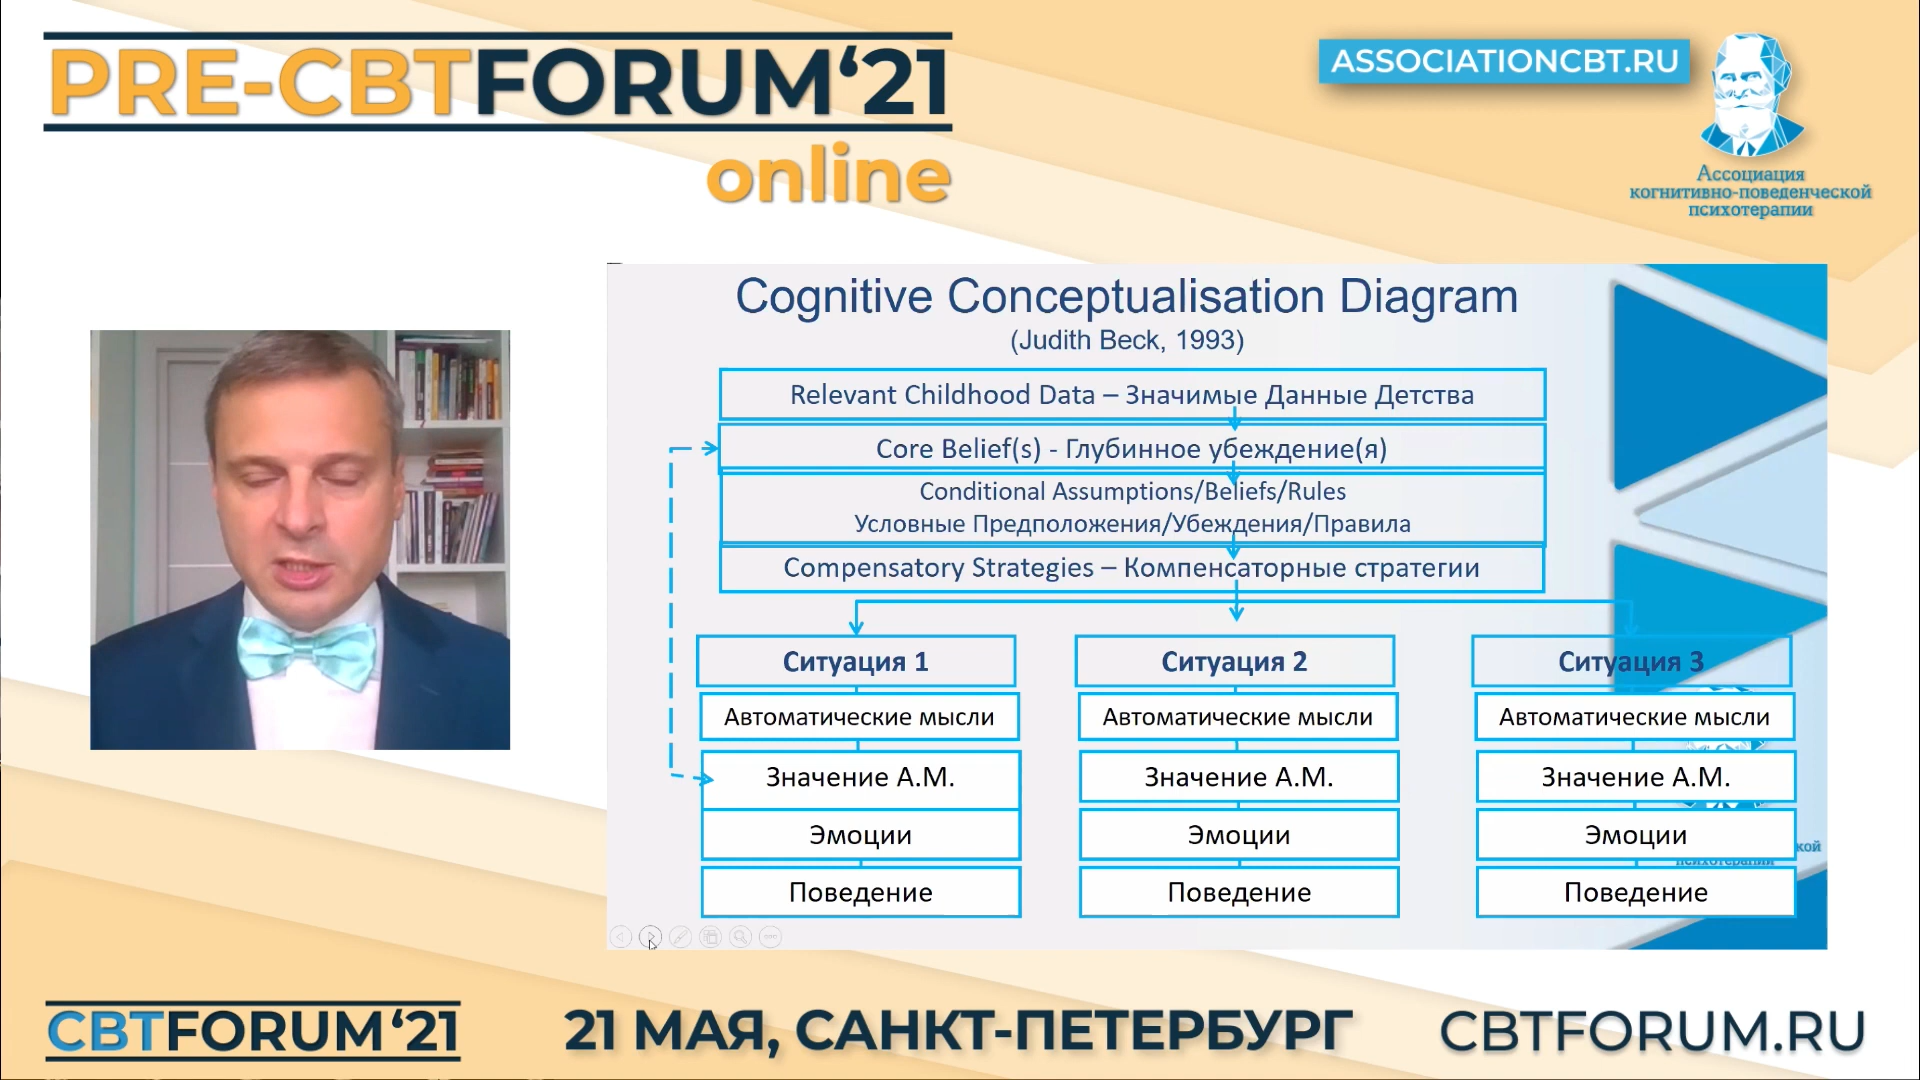 PRE-CBTFORUM‘21
online
ASSOCIATIONCBT.RU
Ассоциация
когнитивно-поведенческой
психотерапии
Cognitive Conceptualisation Diagram
(Judith Beck, 1993)
Relevant Childhood Data – Значимые Данные Детства
Core Belief(s) - Глубинное убеждение(я)
Conditional Assumptions/Beliefs/Rules
Условные Предположения/Убеждения/Правила
Compensatory Strategies – Компенсаторные стратегии
Ситуация 1
Ситуация 2
Ситуация 3
Автоматические мысли
Автоматические мысли
Автоматические мысли
Значение А.М.
Значение А.М.
Значение А.М.
Эмоции
Эмоции
Эмоции
Поведение
Поведение
Поведение
CBTFORUM‘21
21 МАЯ, САНКТ-ПЕТЕРБУРГ
CBTFORUM.RU